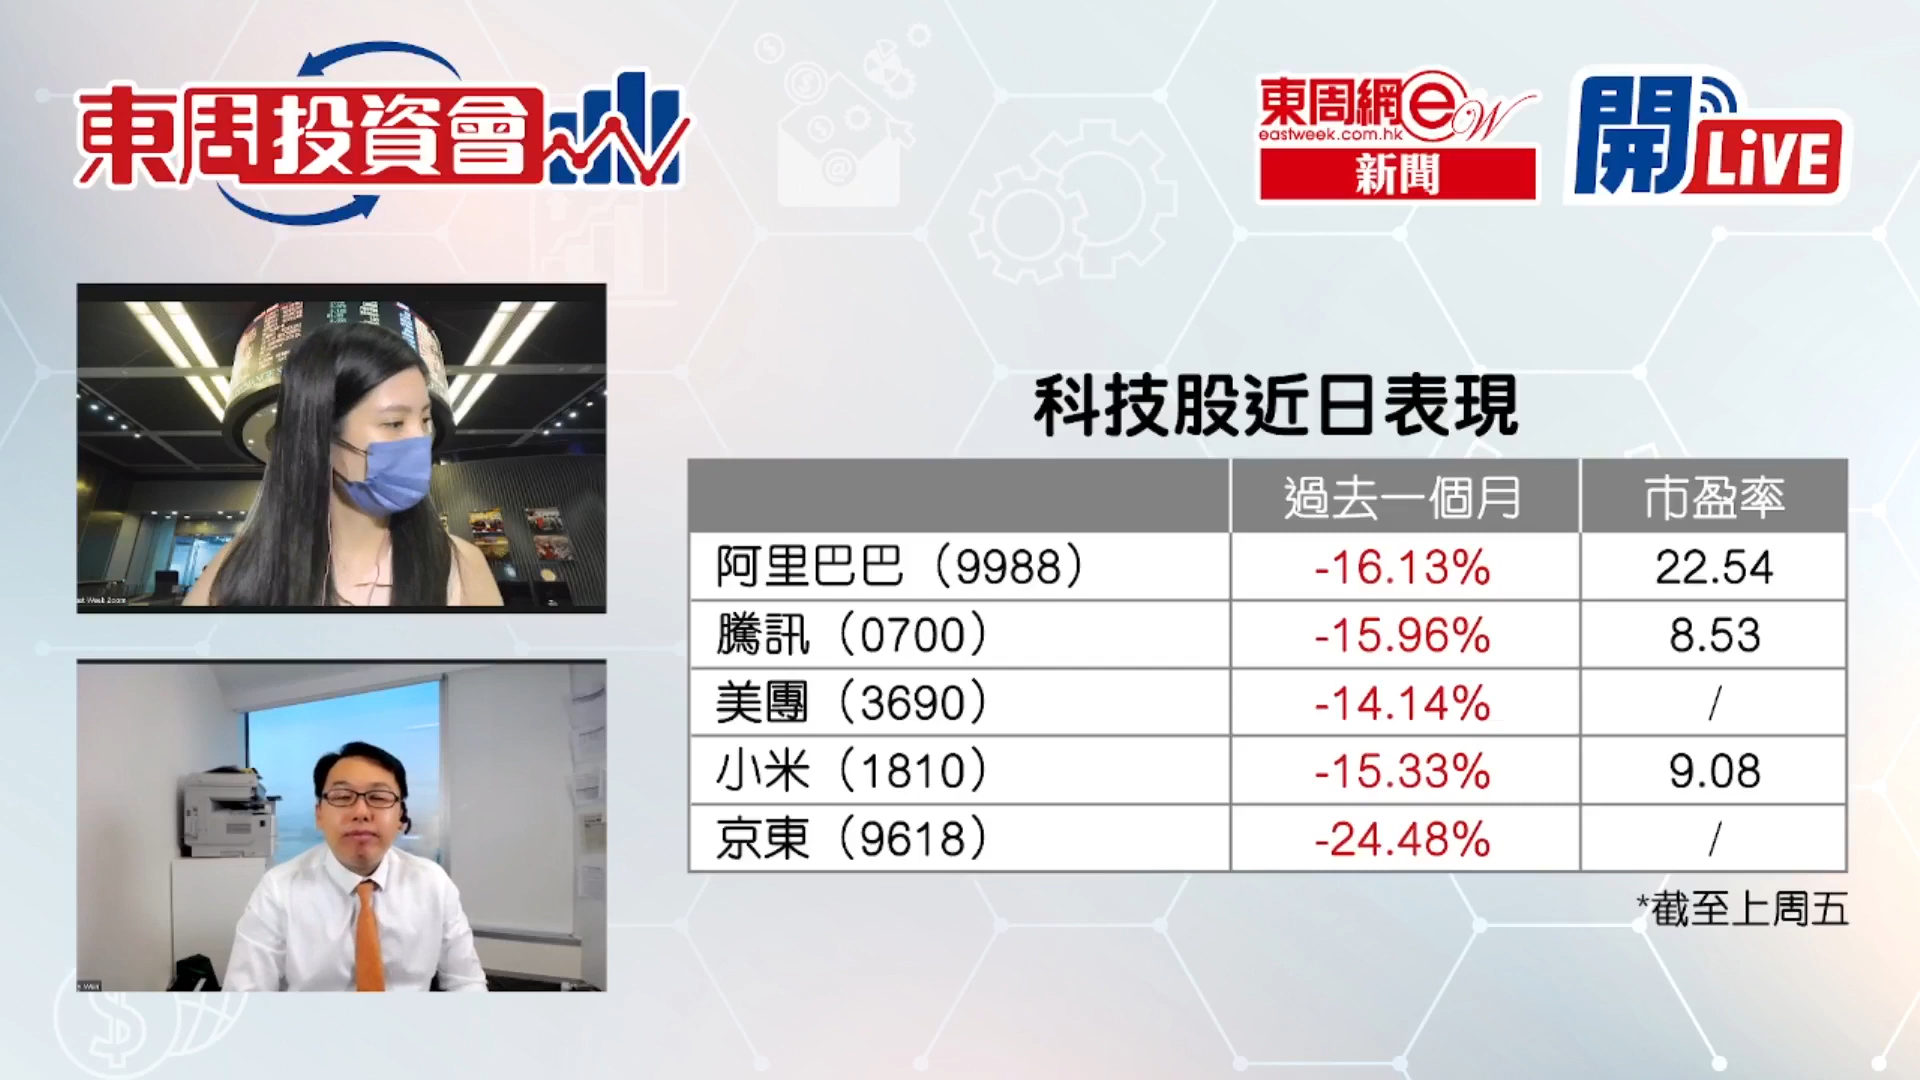 東周投資會
東周網 eW
eastweek.com.hk
新聞
開 LiVE
科技股近日表現
過去一個月 市盈率
阿里巴巴（9988） -16.13% 22.54
騰訊（0700） -15.96% 8.53
美團（3690） -14.14% /
小米（1810） -15.33% 9.08
京東（9618） -24.48% /
*截至上周五